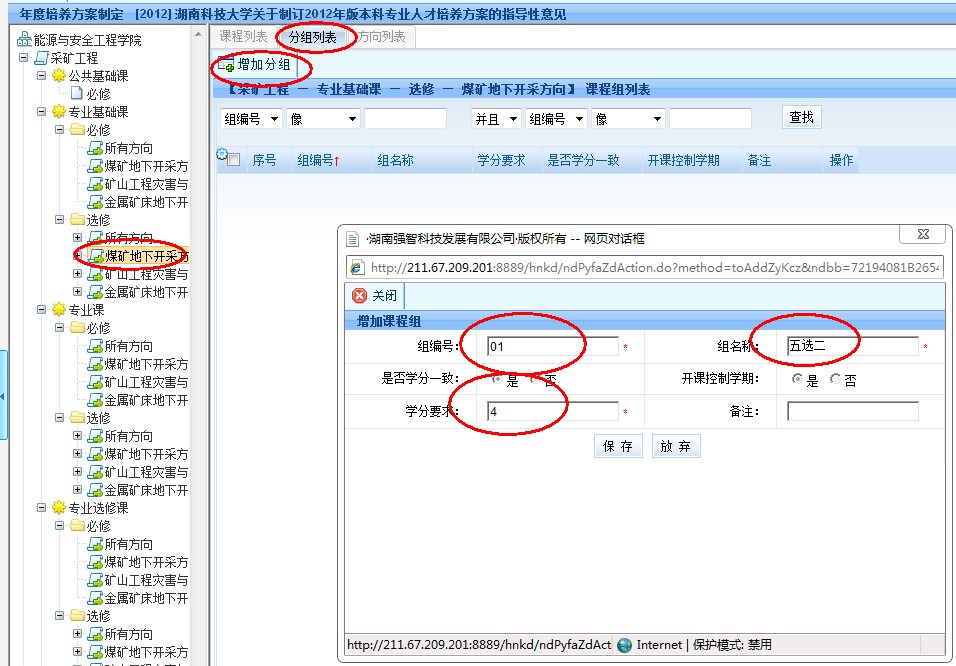 年度培养方案制定 [2012] 湖南科技大学关于制订2012年版本科专业人才培养方案的指导性意见
能源与安全工程学院
采矿工程
公共基础课
必修
专业基础课
必修
所有方向
煤矿地下开采方
矿山工程灾害与
金属矿床地下开
选修
所有方向
煤矿地下开采方
矿山工程灾害与
金属矿床地下开
专业课
必修
所有方向
煤矿地下开采方
矿山工程灾害与
金属矿床地下开
选修
所有方向
煤矿地下开采方
矿山工程灾害与
金属矿床地下开
专业选修课
必修
所有方向
煤矿地下开采方
矿山工程灾害与
金属矿床地下开
选修
所有方向
煤矿地下开采方
课程列表 分组列表 方向列表
增加分组
【采矿工程 — 专业基础课 — 选修 — 煤矿地下开采方向】 课程组列表
组编号 像 并且 组编号 像 查找
序号 组编号↑ 组名称 学分要求 是否学分一致 开课控制学期 备注 操作
·湖南强智科技发展有限公司·版权所有 -- 网页对话框
http://211.67.209.201:8889/hnkd/ndPyfaZdAction.do?method=toAddZyKcz&ndbb=72194081B2654
关闭
增加课程组
组编号: 01 * 组名称: 五选二 *
是否学分一致: 是 否 开课控制学期: 是 否
学分要求: 4 * 备注:
保 存 放 弃
http://211.67.209.201:8889/hnkd/ndPyfaZdActi Internet | 保护模式: 禁用